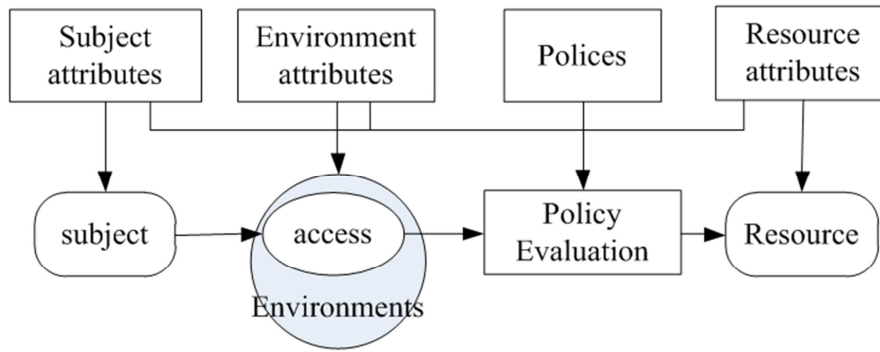 Subject
attributes
Environment
attributes
Polices
Resource
attributes
subject
access
Environments
Policy
Evaluation
Resource